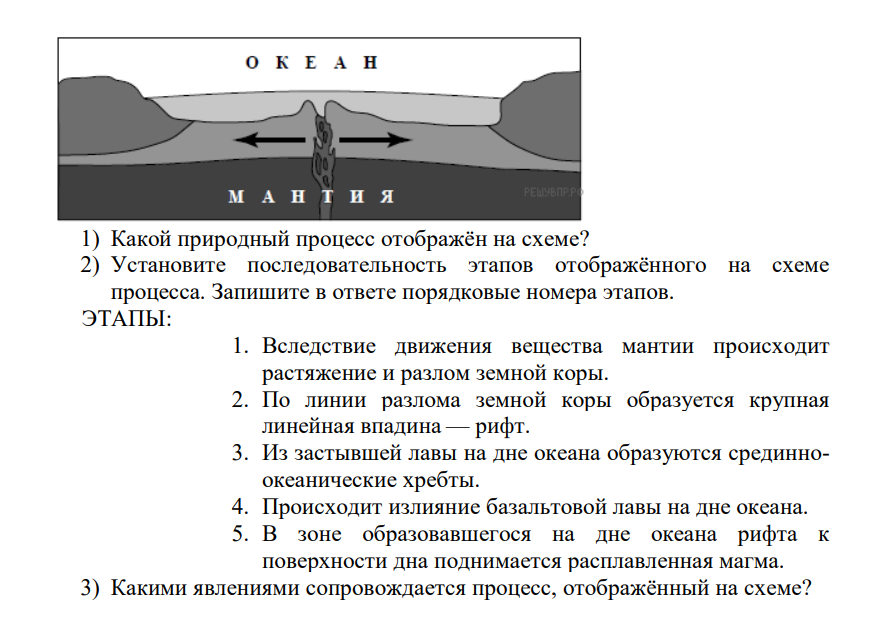 О К Е А Н
М А Н Т И Я
РЕШУВПР.РФ
1) Какой природный процесс отображён на схеме?
2) Установите последовательность этапов отображённого на схеме
процесса. Запишите в ответе порядковые номера этапов.
ЭТАПЫ:
1. Вследствие движения вещества мантии происходит
растяжение и разлом земной коры.
2. По линии разлома земной коры образуется крупная
линейная впадина — рифт.
3. Из застывшей лавы на дне океана образуются срединно-
океанические хребты.
4. Происходит излияние базальтовой лавы на дне океана.
5. В зоне образовавшегося на дне океана рифта к
поверхности дна поднимается расплавленная магма.
3) Какими явлениями сопровождается процесс, отображённый на схеме?